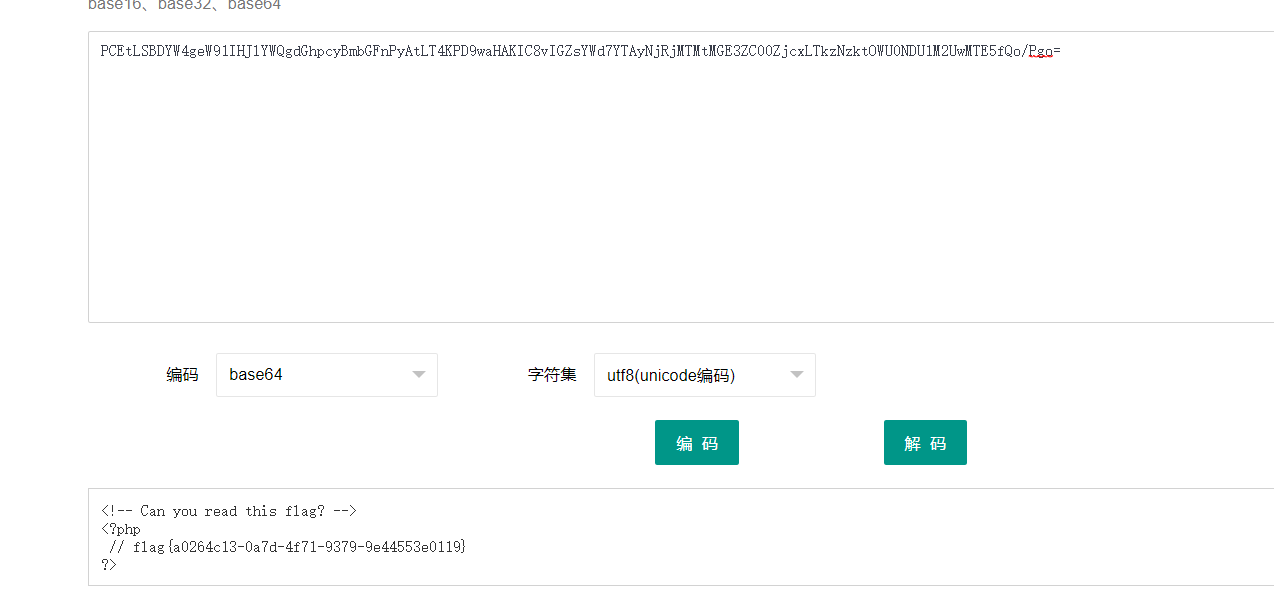 base16、base32、base64
PCEtLSBDYW4geW91IHJ1YWQgdGhpcyBmbGFnPyAtLT4KPD9waHAKIC8vIGZsYWd7YTAyNjRjMTMtMGE3ZC00ZjcxLTkzNzktOWU0NDU1M2UwMTE5fQo/Pgo=
编码 base64 字符集 utf8(unicode编码)
编 码 解 码
<!-- Can you read this flag? -->
<?php
// flag{a0264c13-0a7d-4f71-9379-9e44553e0119}
?>